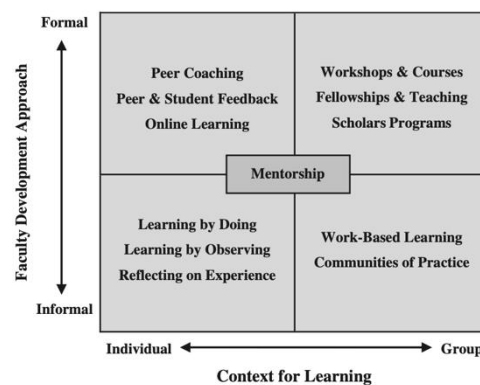 Formal
Faculty Development Approach
Informal
Peer Coaching
Peer & Student Feedback
Online Learning
Workshops & Courses
Fellowships & Teaching
Scholars Programs
Mentorship
Learning by Doing
Learning by Observing
Reflecting on Experience
Work-Based Learning
Communities of Practice
Individual
Group
Context for Learning